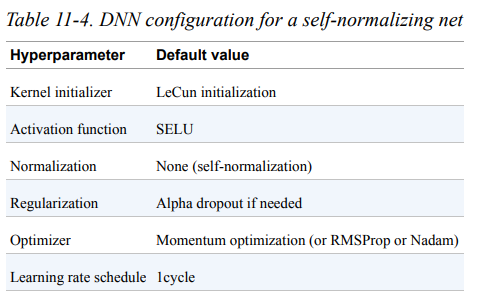 Table 11-4. DNN configuration for a self-normalizing net
Hyperparameter Default value
Kernel initializer LeCun initialization
Activation function SELU
Normalization None (self-normalization)
Regularization Alpha dropout if needed
Optimizer Momentum optimization (or RMSProp or Nadam)
Learning rate schedule 1cycle